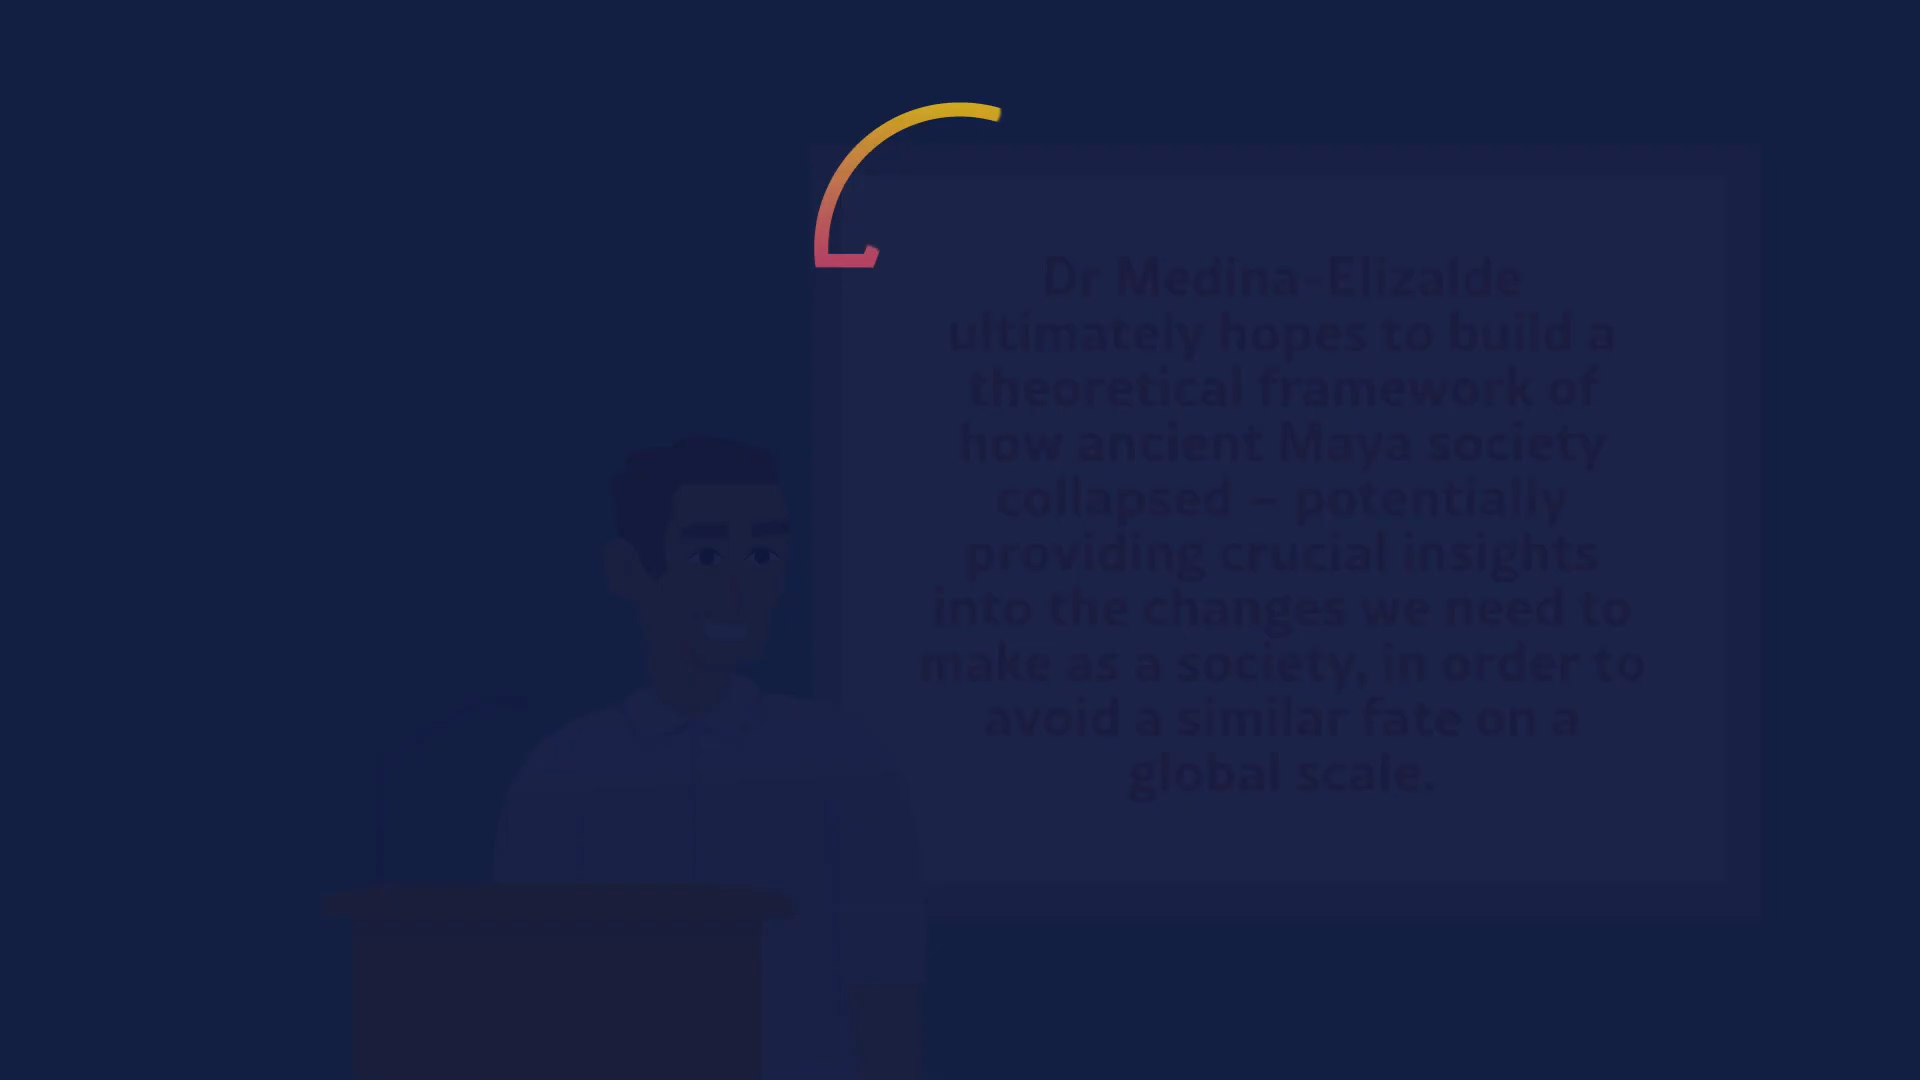 Dr Medina-Elizalde
ultimately hopes to build a
theoretical framework of
how ancient Maya society
collapsed – potentially
providing crucial insights
into the changes we need to
make as a society, in order to
avoid a similar fate on a
global scale.